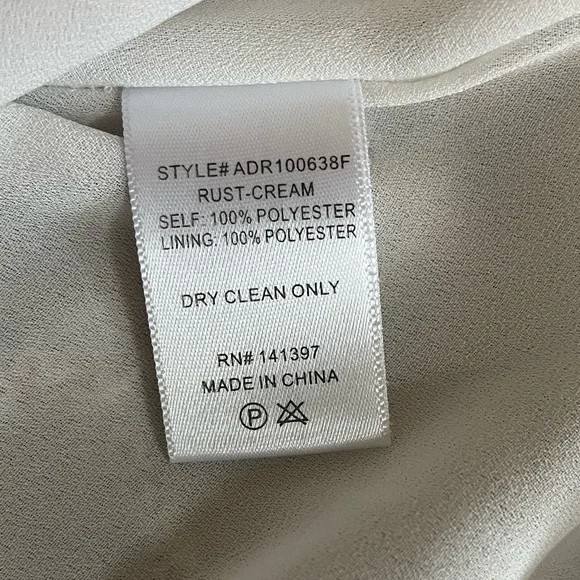 STYLE# ADR100638F
RUST-CREAM
SELF: 100% POLYESTER
LINING: 100% POLYESTER
DRY CLEAN ONLY
RN# 141397
MADE IN CHINA
P